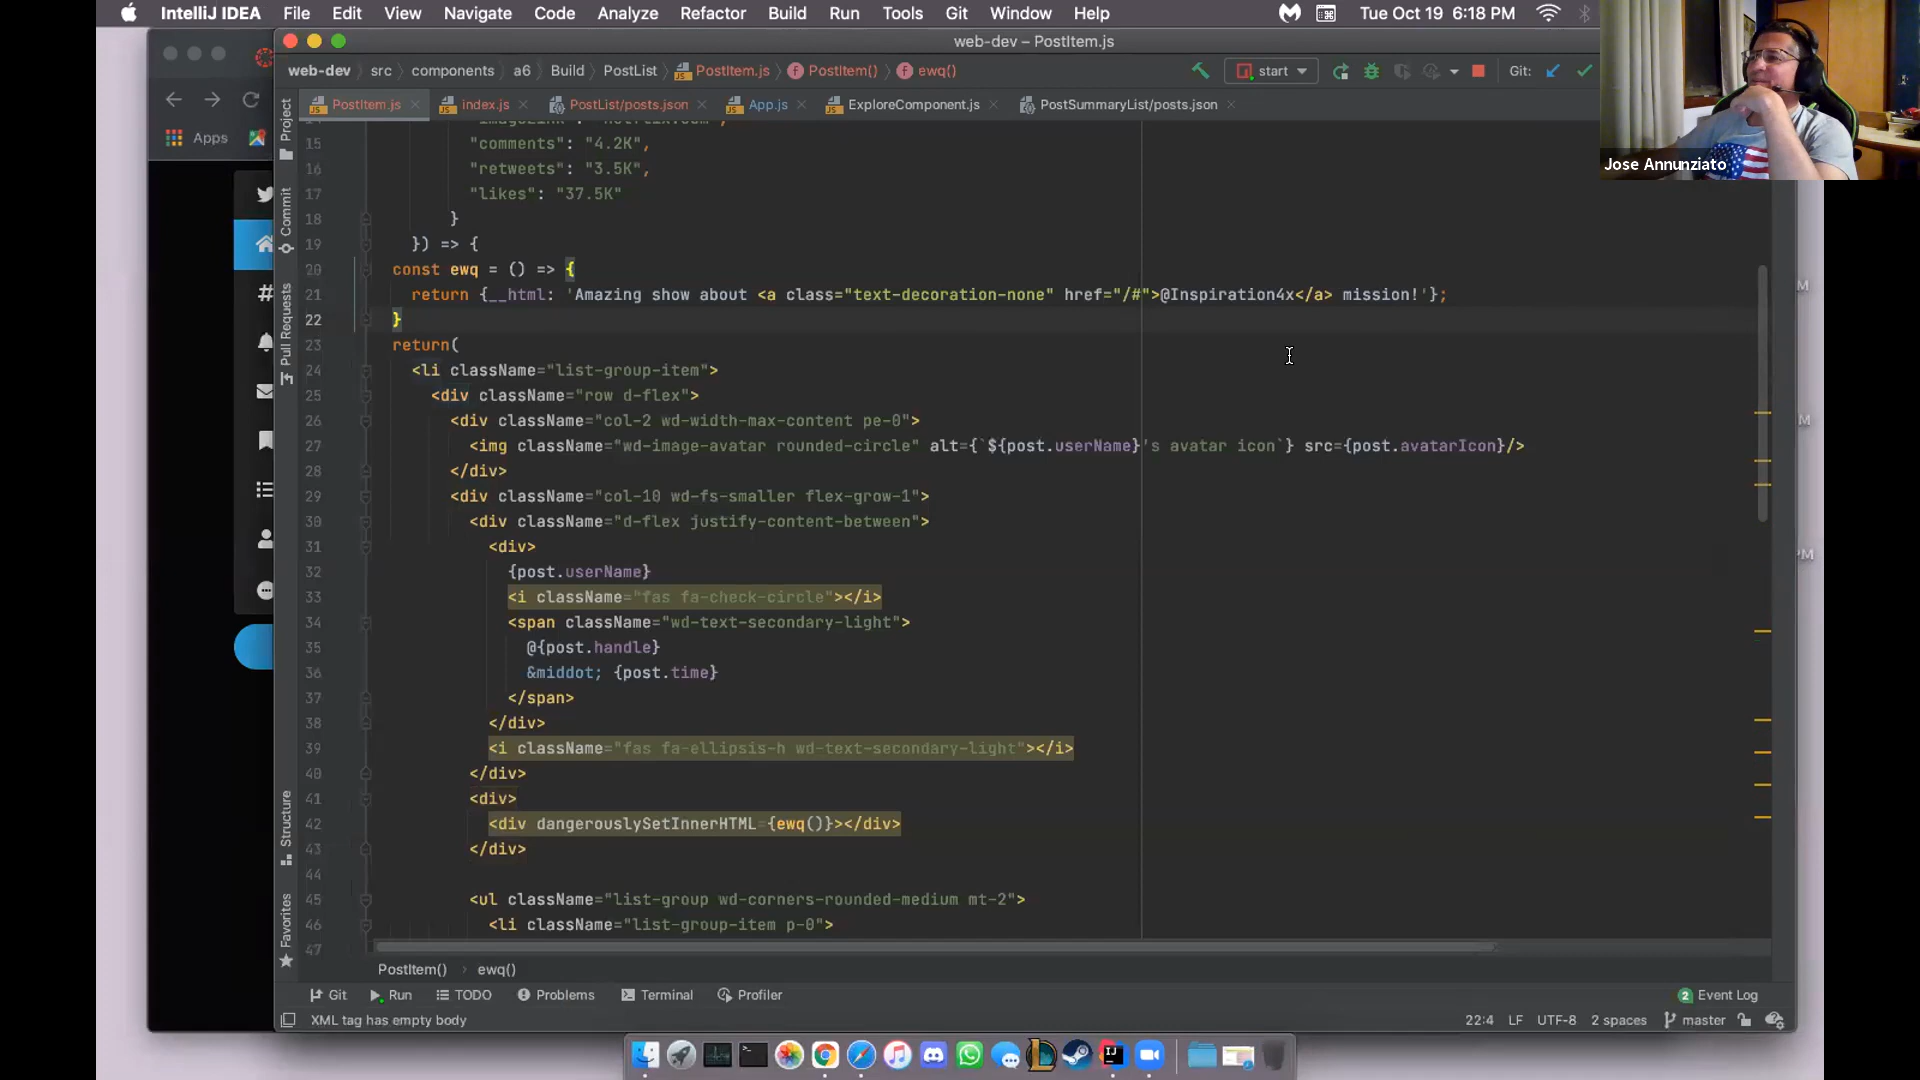 IntelliJ IDEA File Edit View Navigate Code Analyze Refactor Build Run Tools Git Window Help Tue Oct 19 6:18 PM
web-dev – PostItem.js
web-dev src components a6 Build PostList PostItem.js PostItem() ewq() start Git:
Jose Annunziato
PostItem.js index.js PostList/posts.json App.js ExploreComponent.js PostSummaryList/posts.json
Apps
Project
Commit
Pull Requests
Structure
Favorites
15 "comments": "4.2K",
16 "retweets": "3.5K",
17 "likes": "37.5K"
18 }
19 }) => {
20 const ewq = () => {
21 return {__html: 'Amazing show about <a class="text-decoration-none" href="/#">@Inspiration4x</a> mission!'};
22 }
23 return(
24 <li className="list-group-item">
25 <div className="row d-flex">
26 <div className="col-2 wd-width-max-content pe-0">
27 <img className="wd-image-avatar rounded-circle" alt={`${post.userName}'s avatar icon`} src={post.avatarIcon}/>
28 </div>
29 <div className="col-10 wd-fs-smaller flex-grow-1">
30 <div className="d-flex justify-content-between">
31 <div>
32 {post.userName}
33 <i className="fas fa-check-circle"></i>
34 <span className="wd-text-secondary-light">
35 @{post.handle}
36 &middot; {post.time}
37 </span>
38 </div>
39 <i className="fas fa-ellipsis-h wd-text-secondary-light"></i>
40 </div>
41 <div>
42 <div dangerouslySetInnerHTML={ewq()}></div>
43 </div>
44
45 <ul className="list-group wd-corners-rounded-medium mt-2">
46 <li className="list-group-item p-0">
47
PostItem() ewq()
Git Run TODO Problems Terminal Profiler 2 Event Log
XML tag has empty body 22:4 LF UTF-8 2 spaces master